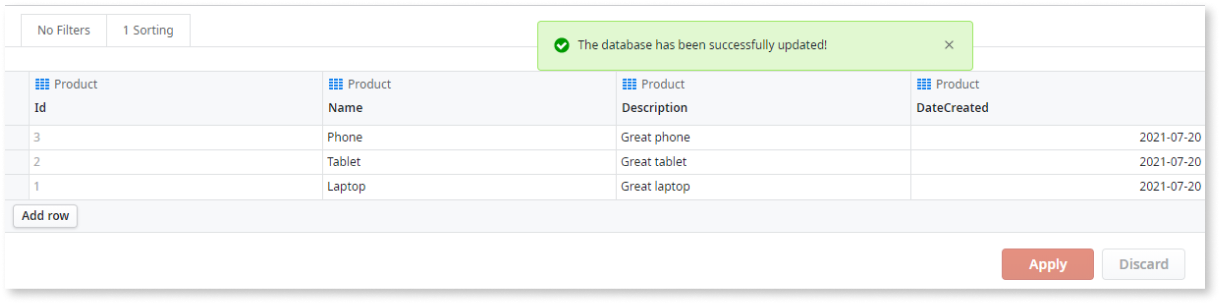 No Filters 1 Sorting
The database has been successfully updated!
Product Product Product Product
Id Name Description DateCreated
3 Phone Great phone 2021-07-20
2 Tablet Great tablet 2021-07-20
1 Laptop Great laptop 2021-07-20
Add row
Apply Discard